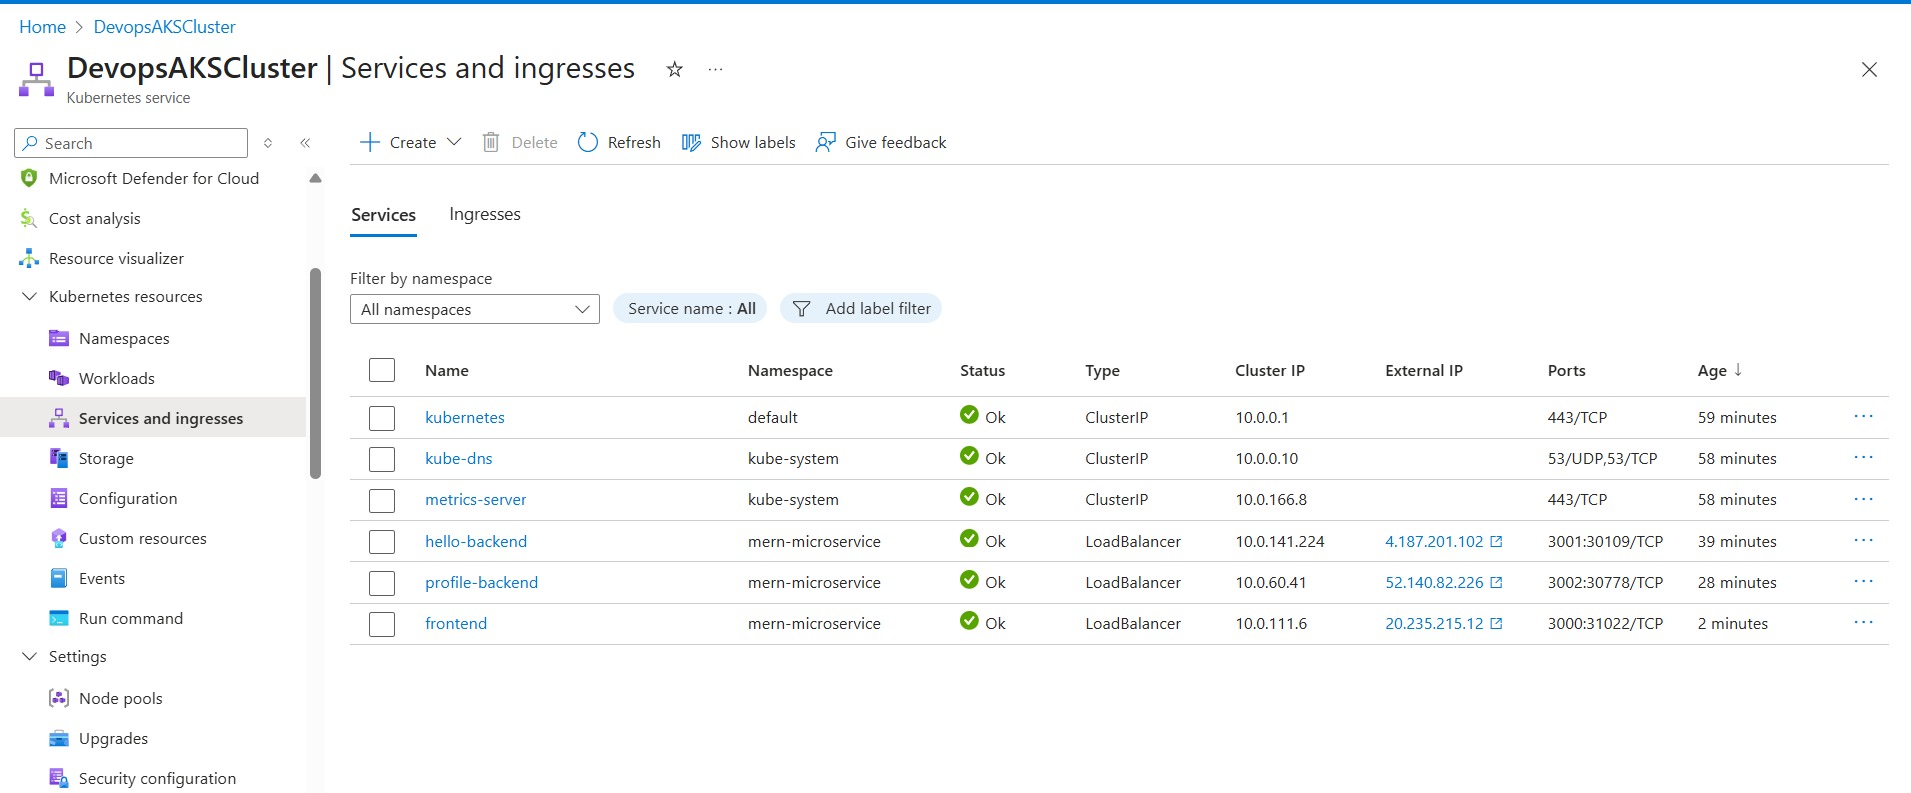 Home > DevopsAKSCluster
DevopsAKSCluster | Services and ingresses
Kubernetes service
Search
Microsoft Defender for Cloud
Cost analysis
Resource visualizer
Kubernetes resources
Namespaces
Workloads
Services and ingresses
Storage
Configuration
Custom resources
Events
Run command
Settings
Node pools
Upgrades
Security configuration
Create Delete Refresh Show labels Give feedback
Services Ingresses
Filter by namespace
All namespaces Service name : All Add label filter
Name Namespace Status Type Cluster IP External IP Ports Age ↓
kubernetes default Ok ClusterIP 10.0.0.1 443/TCP 59 minutes
kube-dns kube-system Ok ClusterIP 10.0.0.10 53/UDP,53/TCP 58 minutes
metrics-server kube-system Ok ClusterIP 10.0.166.8 443/TCP 58 minutes
hello-backend mern-microservice Ok LoadBalancer 10.0.141.224 4.187.201.102 3001:30109/TCP 39 minutes
profile-backend mern-microservice Ok LoadBalancer 10.0.60.41 52.140.82.226 3002:30778/TCP 28 minutes
frontend mern-microservice Ok LoadBalancer 10.0.111.6 20.235.215.12 3000:31022/TCP 2 minutes